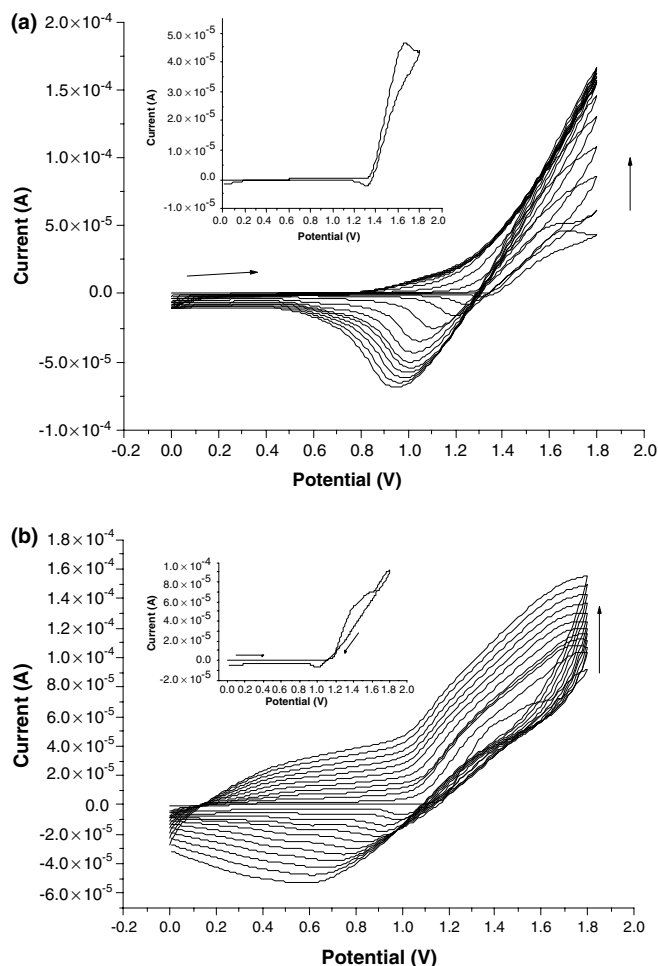 (a)
2.0×10⁻⁴
1.5×10⁻⁴
1.0×10⁻⁴
5.0×10⁻⁵
0.0
-5.0×10⁻⁵
-1.0×10⁻⁴
Current (A)
-0.2 0.0 0.2 0.4 0.6 0.8 1.0 1.2 1.4 1.6 1.8 2.0
Potential (V)
5.0×10⁻⁵
4.0×10⁻⁵
3.0×10⁻⁵
2.0×10⁻⁵
1.0×10⁻⁵
0.0
-1.0×10⁻⁵
Current (A)
0.0 0.2 0.4 0.6 0.8 1.0 1.2 1.4 1.6 1.8 2.0
Potential (V)
(b)
1.8×10⁻⁴
1.6×10⁻⁴
1.4×10⁻⁴
1.2×10⁻⁴
1.0×10⁻⁴
8.0×10⁻⁵
6.0×10⁻⁵
4.0×10⁻⁵
2.0×10⁻⁵
0.0
-2.0×10⁻⁵
-4.0×10⁻⁵
-6.0×10⁻⁵
Current (A)
-0.2 0.0 0.2 0.4 0.6 0.8 1.0 1.2 1.4 1.6 1.8 2.0
Potential (V)
1.0×10⁻⁴
8.0×10⁻⁵
6.0×10⁻⁵
4.0×10⁻⁵
2.0×10⁻⁵
0.0
-2.0×10⁻⁵
Current (A)
0.0 0.2 0.4 0.6 0.8 1.0 1.2 1.4 1.6 1.8 2.0
Potential (V)